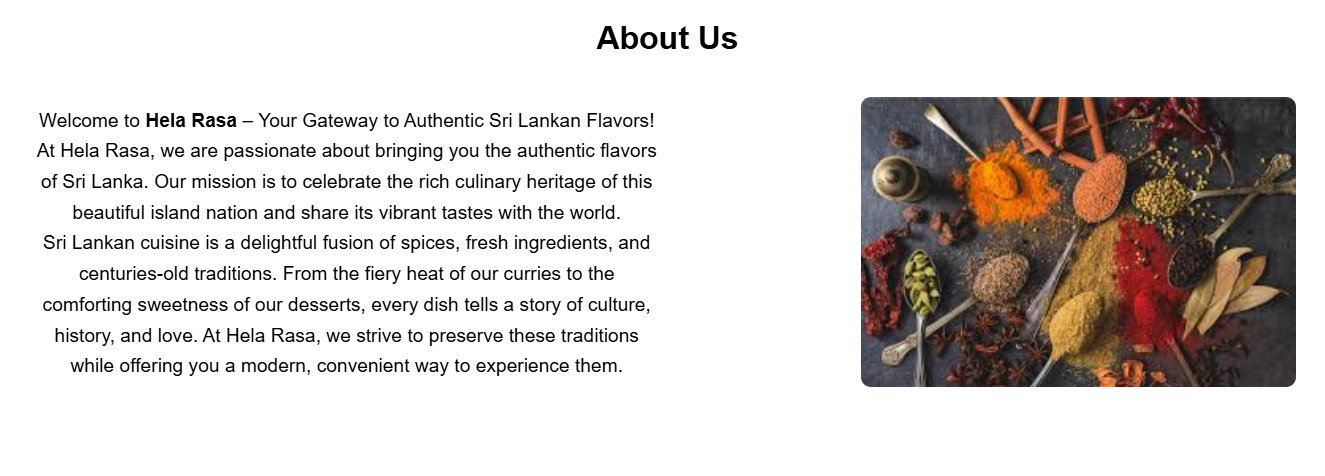 About Us
Welcome to Hela Rasa – Your Gateway to Authentic Sri Lankan Flavors!
At Hela Rasa, we are passionate about bringing you the authentic flavors
of Sri Lanka. Our mission is to celebrate the rich culinary heritage of this
beautiful island nation and share its vibrant tastes with the world.
Sri Lankan cuisine is a delightful fusion of spices, fresh ingredients, and
centuries-old traditions. From the fiery heat of our curries to the
comforting sweetness of our desserts, every dish tells a story of culture,
history, and love. At Hela Rasa, we strive to preserve these traditions
while offering you a modern, convenient way to experience them.